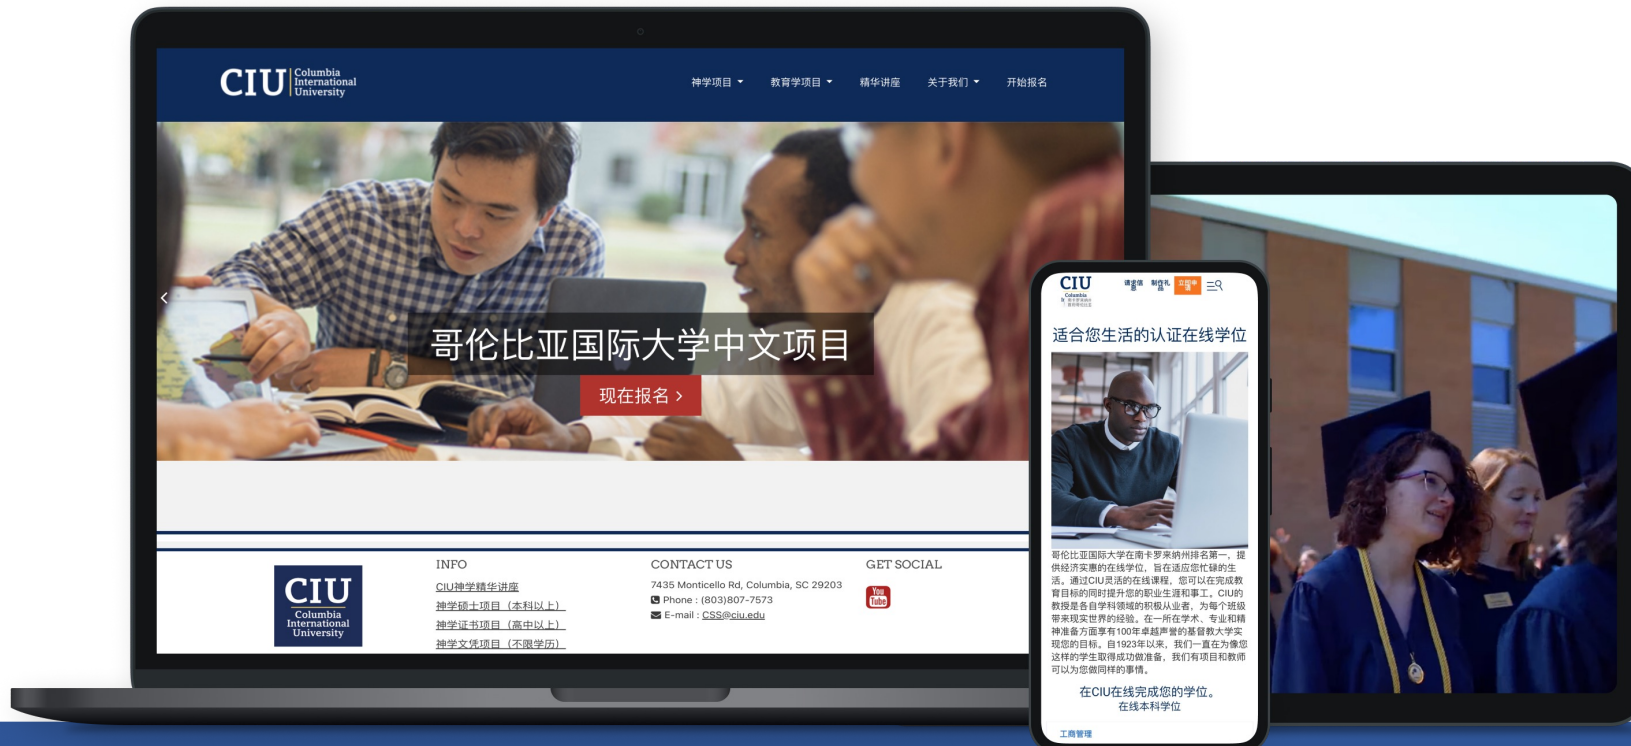 CIU
Columbia
International
University
神学项目
教育学项目
精华讲座
关于我们
开始报名
哥伦比亚国际大学中文项目
现在报名 >
CIU
Columbia
International
University
INFO
CIU神学精华讲座
神学硕士项目（本科以上）
神学证书项目（高中以上）
神学文凭项目（不限学历）
CONTACT US
7435 Monticello Rd, Columbia, SC 29203
Phone : (803)807-7573
E-mail : CSS@ciu.edu
GET SOCIAL
You
Tube
CIU
Columbia
请求信息
制作礼品
立即申请
适合您生活的认证在线学位
哥伦比亚国际大学在南卡罗来纳州排名第一，提
供经济实惠的在线学位，旨在适应您忙碌的生
活。通过CIU灵活的在线课程，您可以在完成教
育目标的同时提升您的职业生涯和事工。CIU的
教授是各自学科领域的积极从业者，为每个班级
带来现实世界的经验。在一所在学术、专业和精
神准备方面享有100年卓越声誉的基督教大学实
现您的目标。自1923年以来，我们一直在为像您
这样的学生取得成功做准备，我们有项目和教师
可以为您做同样的事情。
在CIU在线完成您的学位。
在线本科学位
工商管理